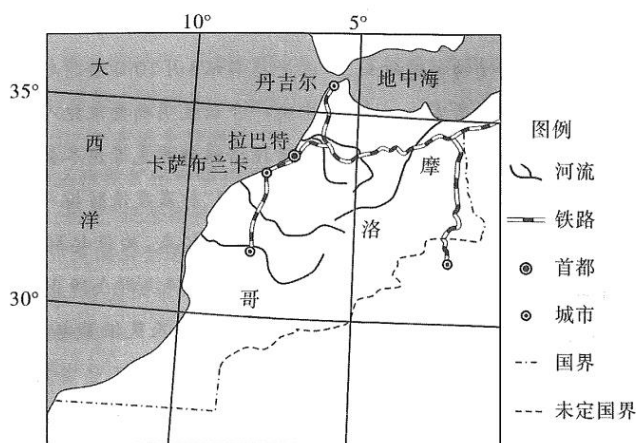 10°
5°
大
西
洋
丹吉尔
地中海
35°
拉巴特
卡萨布兰卡
摩
洛
哥
30°
图例
河流
铁路
首都
城市
国界
未定国界